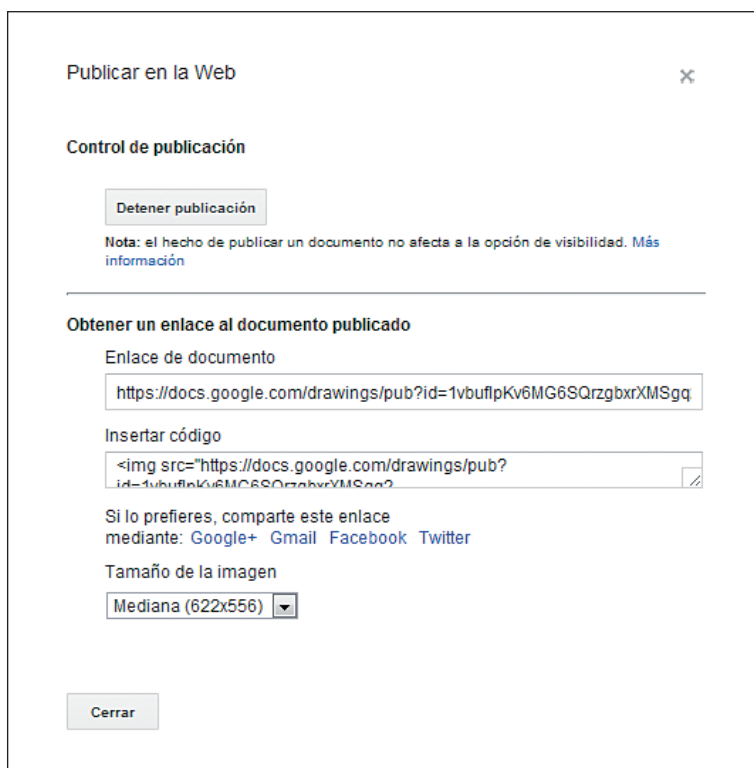 Publicar en la Web
Control de publicación
Detener publicación
Nota: el hecho de publicar un documento no afecta a la opción de visibilidad. Más
información
Obtener un enlace al documento publicado
Enlace de documento
https://docs.google.com/drawings/pub?id=1vbuflpKv6MG6SQrzgbxrXMSgq
Insertar código
<img src="https://docs.google.com/drawings/pub?
id=1vbuflpKv6MG6SQrzgbxrXMSgq2
Si lo prefieres, comparte este enlace
mediante: Google+ Gmail Facebook Twitter
Tamaño de la imagen
Mediana (622x556)
Cerrar